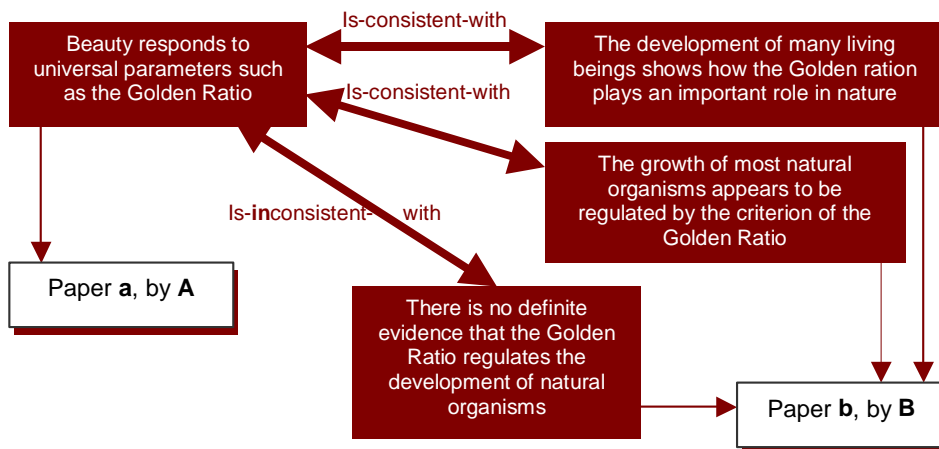 Beauty responds to
universal parameters such
as the Golden Ratio
Is-consistent-with
The development of many living
beings shows how the Golden ration
plays an important role in nature
Is-consistent-with
The growth of most natural
organisms appears to be
regulated by the criterion of the
Golden Ratio
Is-inconsistent- with
Paper a, by A
There is no definite
evidence that the Golden
Ratio regulates the
development of natural
organisms
Paper b, by B